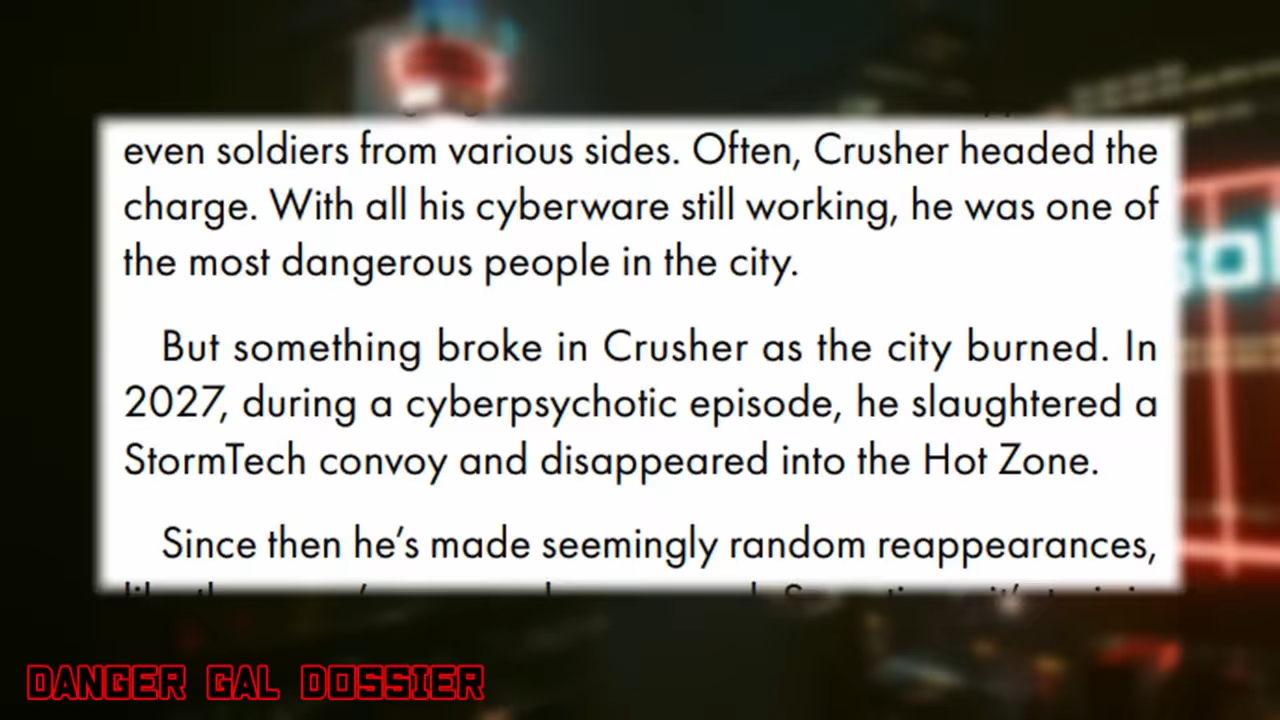 even soldiers from various sides. Often, Crusher headed the
charge. With all his cyberware still working, he was one of
the most dangerous people in the city.
But something broke in Crusher as the city burned. In
2027, during a cyberpsychotic episode, he slaughtered a
StormTech convoy and disappeared into the Hot Zone.
Since then he’s made seemingly random reappearances,
DANGER GAL DOSSIER